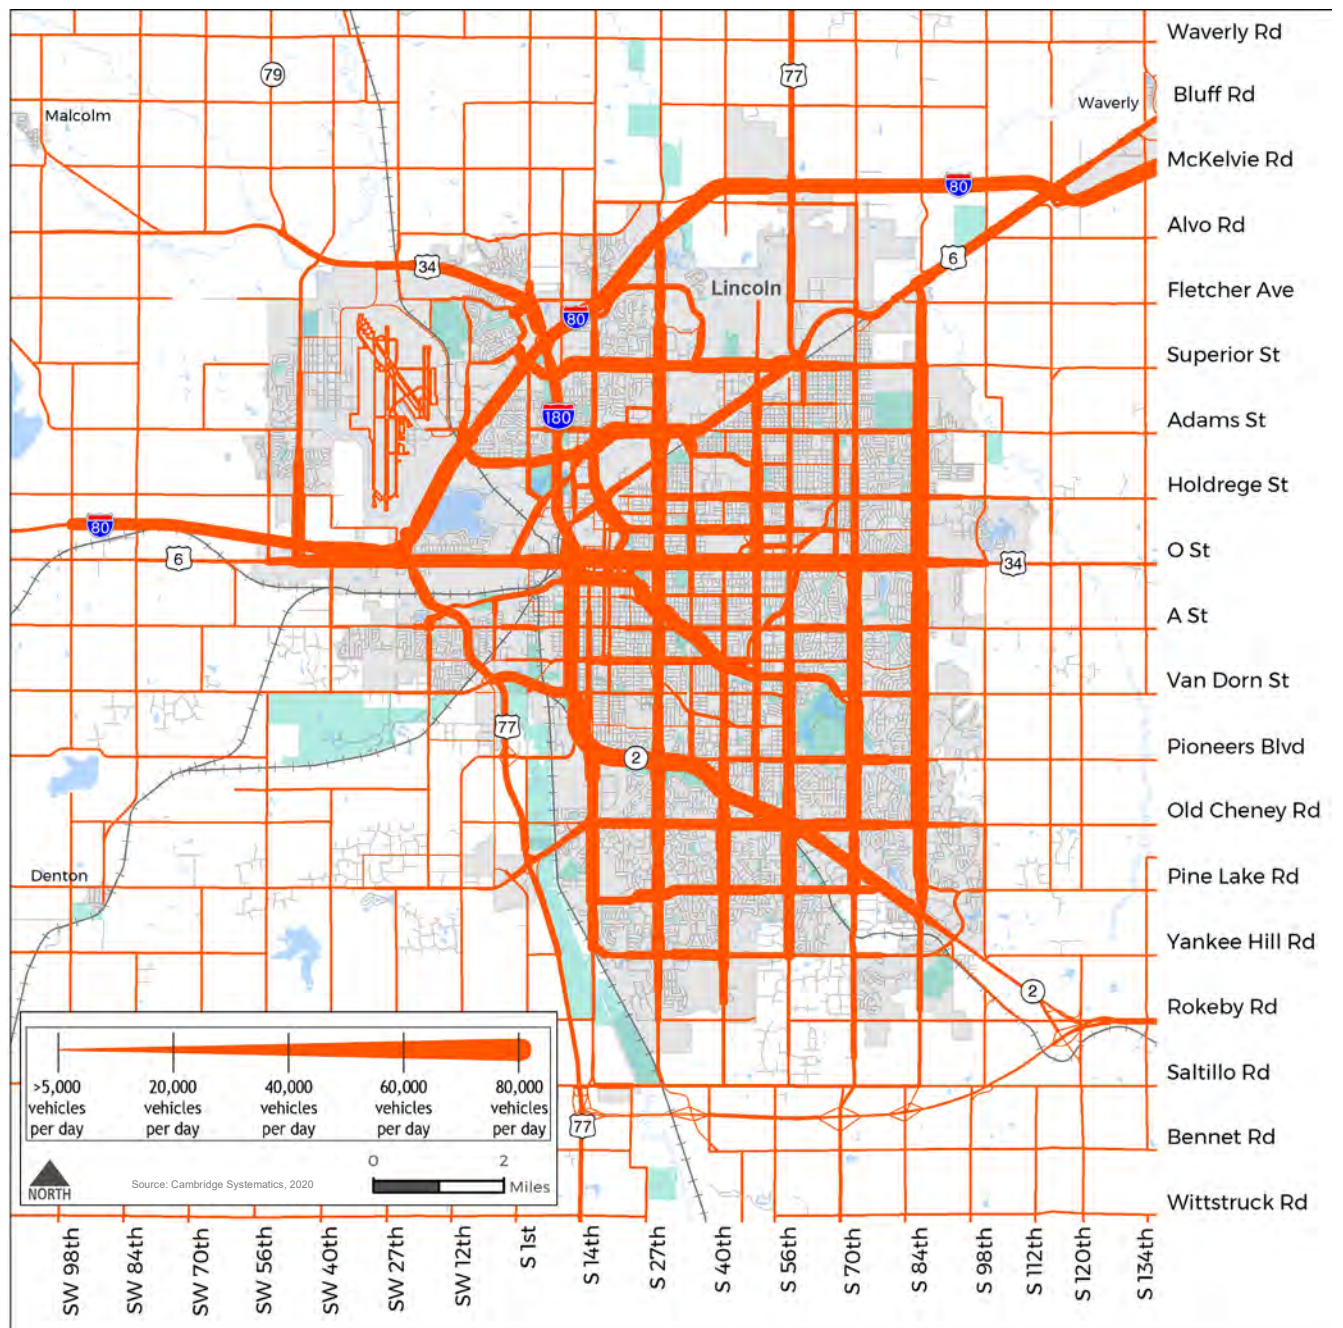 Waverly Rd
79
77
Bluff Rd
Waverly
Malcolm
McKelvie Rd
80
Alvo Rd
6
34
Lincoln
Fletcher Ave
80
Superior St
180
Adams St
Holdrege St
80
O St
6
34
A St
Van Dorn St
77
Pioneers Blvd
2
Old Cheney Rd
Denton
Pine Lake Rd
Yankee Hill Rd
2
Rokeby Rd
>5,000 20,000 40,000 60,000 80,000
vehicles vehicles vehicles vehicles vehicles
per day per day per day per day per day
Saltillo Rd
77
Bennet Rd
0 2
Miles
NORTH
Source: Cambridge Systematics, 2020
Wittstruck Rd
SW 98th
SW 84th
SW 70th
SW 56th
SW 40th
SW 27th
SW 12th
S 1st
S 14th
S 27th
S 40th
S 56th
S 70th
S 84th
S 98th
S 112th
S 120th
S 134th